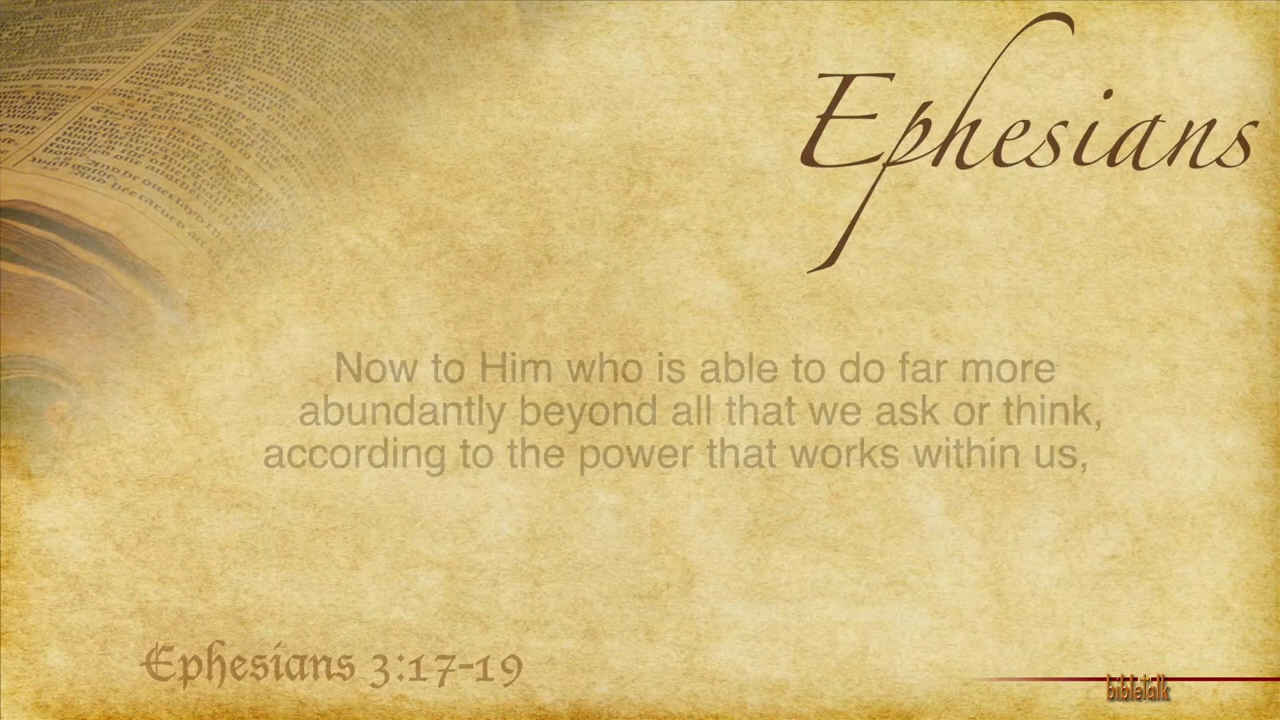 Ephesians
Now to Him who is able to do far more
abundantly beyond all that we ask or think,
according to the power that works within us,
Ephesians 3:17-19
bibletalk